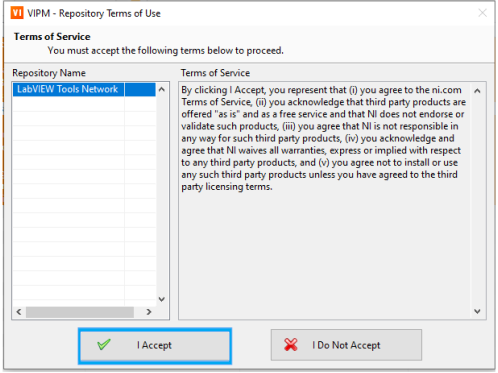 VI VIPM - Repository Terms of Use
Terms of Service
You must accept the following terms below to proceed.
Repository Name
LabVIEW Tools Network
Terms of Service
By clicking I Accept, you represent that (i) you agree to the ni.com
Terms of Service, (ii) you acknowledge that third party products are
offered "as is" and as a free service and that NI does not endorse or
validate such products, (iii) you agree that NI is not responsible in
any way for such third party products, (iv) you acknowledge and
agree that NI waives all warranties, express or implied with respect
to any third party products, and (v) you agree not to install or use
any such third party products unless you have agreed to the third
party licensing terms.
I Accept
I Do Not Accept